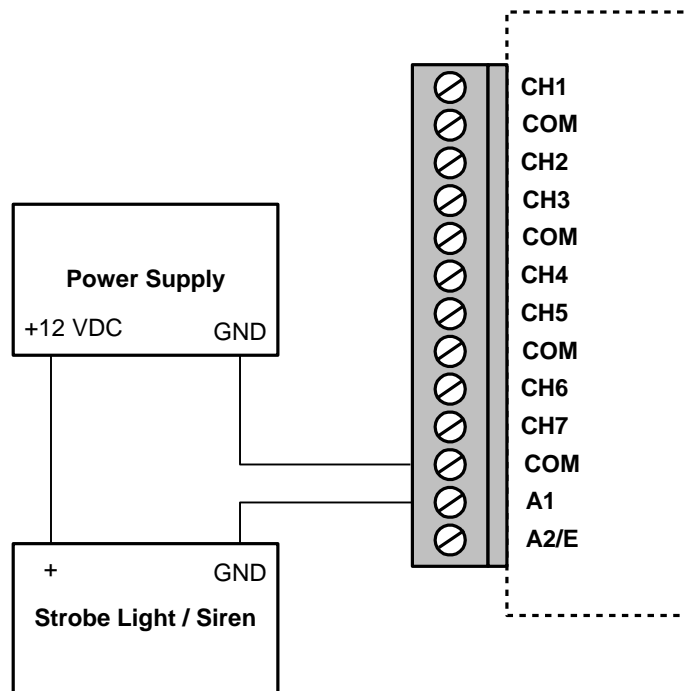 CH1
COM
CH2
CH3
COM
CH4
CH5
COM
CH6
CH7
COM
A1
A2/E
Power Supply
+12 VDC GND
+ GND
Strobe Light / Siren